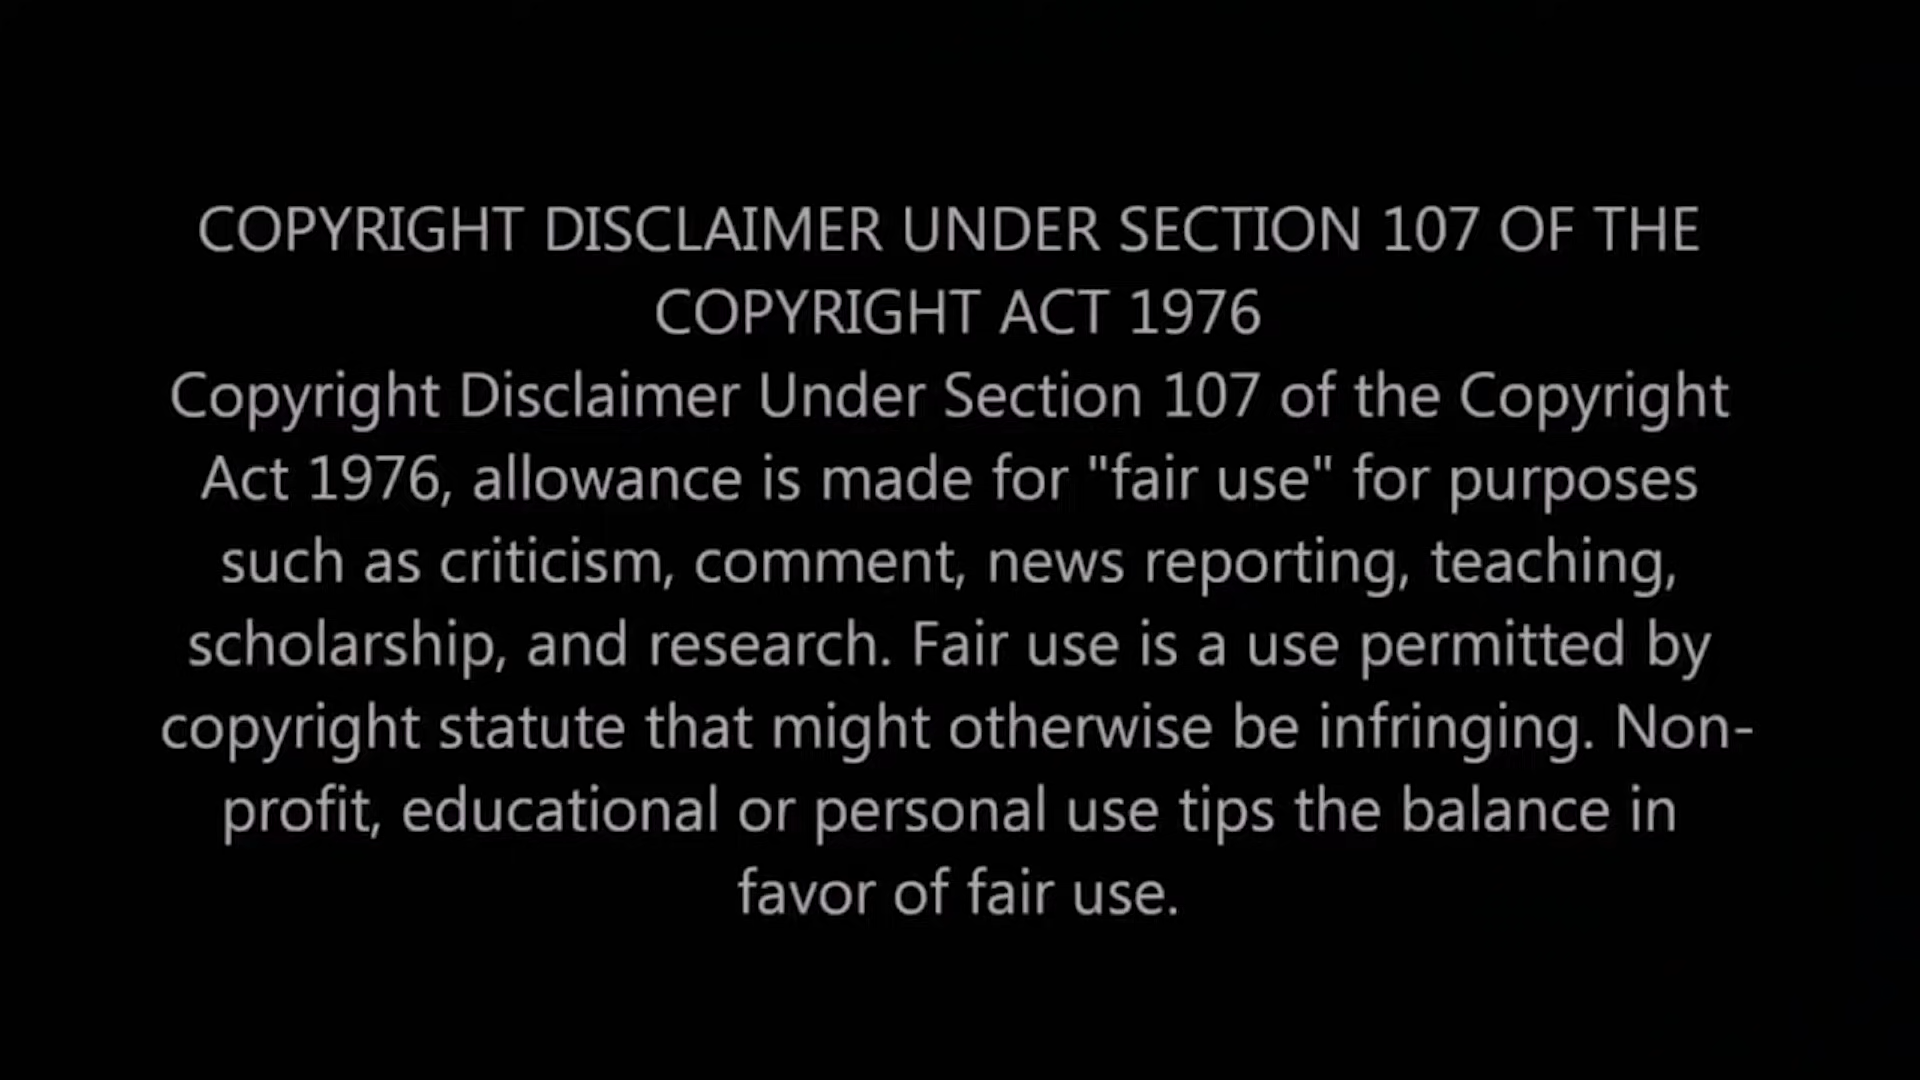 COPYRIGHT DISCLAIMER UNDER SECTION 107 OF THE
COPYRIGHT ACT 1976
Copyright Disclaimer Under Section 107 of the Copyright
Act 1976, allowance is made for "fair use" for purposes
such as criticism, comment, news reporting, teaching,
scholarship, and research. Fair use is a use permitted by
copyright statute that might otherwise be infringing. Non-
profit, educational or personal use tips the balance in
favor of fair use.